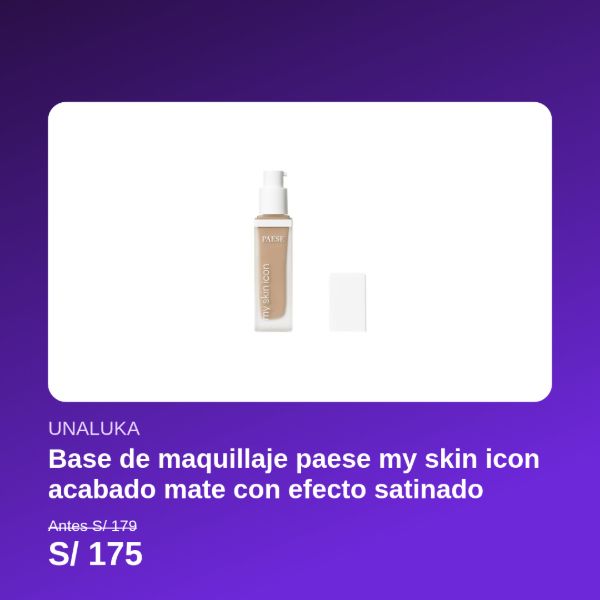 PAESE
my skin icon
UNALUKA
Base de maquillaje paese my skin icon
acabado mate con efecto satinado
Antes S/ 179
S/ 175